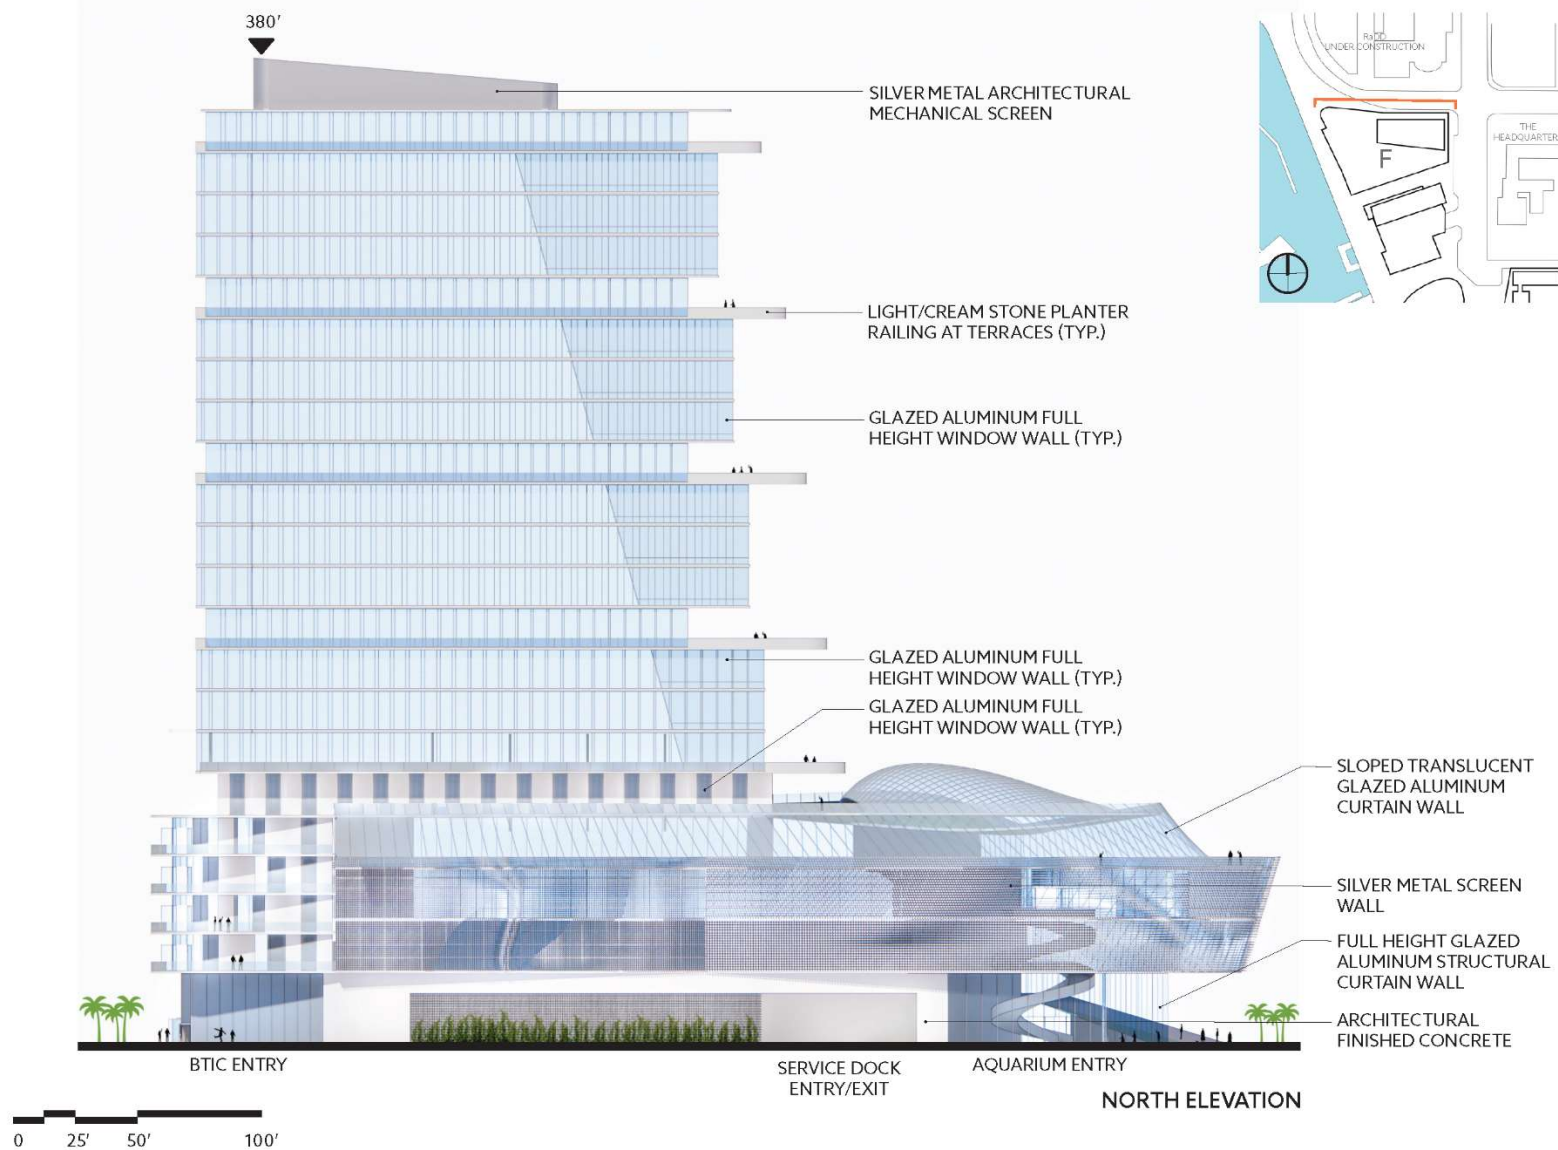 380'
SILVER METAL ARCHITECTURAL
MECHANICAL SCREEN
R3DD
UNDER CONSTRUCTION
THE
HEADQUARTERS
F
LIGHT/CREAM STONE PLANTER
RAILING AT TERRACES (TYP.)
GLAZED ALUMINUM FULL
HEIGHT WINDOW WALL (TYP.)
GLAZED ALUMINUM FULL
HEIGHT WINDOW WALL (TYP.)
GLAZED ALUMINUM FULL
HEIGHT WINDOW WALL (TYP.)
SLOPED TRANSLUCENT
GLAZED ALUMINUM
CURTAIN WALL
SILVER METAL SCREEN
WALL
FULL HEIGHT GLAZED
ALUMINUM STRUCTURAL
CURTAIN WALL
ARCHITECTURAL
FINISHED CONCRETE
BTIC ENTRY
SERVICE DOCK
ENTRY/EXIT
AQUARIUM ENTRY
NORTH ELEVATION
0 25' 50' 100'